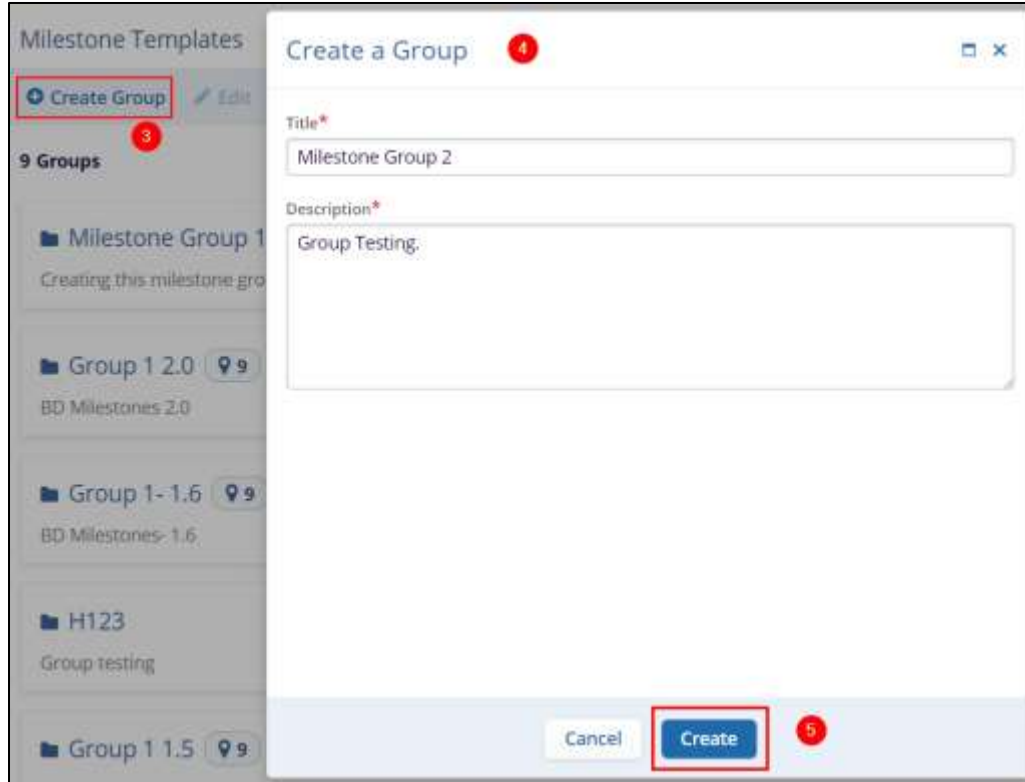 Milestone Templates
Create Group
Edit
3
9 Groups
Milestone Group 1
Creating this milestone gro
Group 1 2.0 9
BD Milestones 2.0
Group 1- 1.6 9
BD Milestones- 1.6
H123
Group testing
Group 1 1.5 9
Create a Group 4
Title*
Milestone Group 2
Description*
Group Testing.
Cancel
Create
5